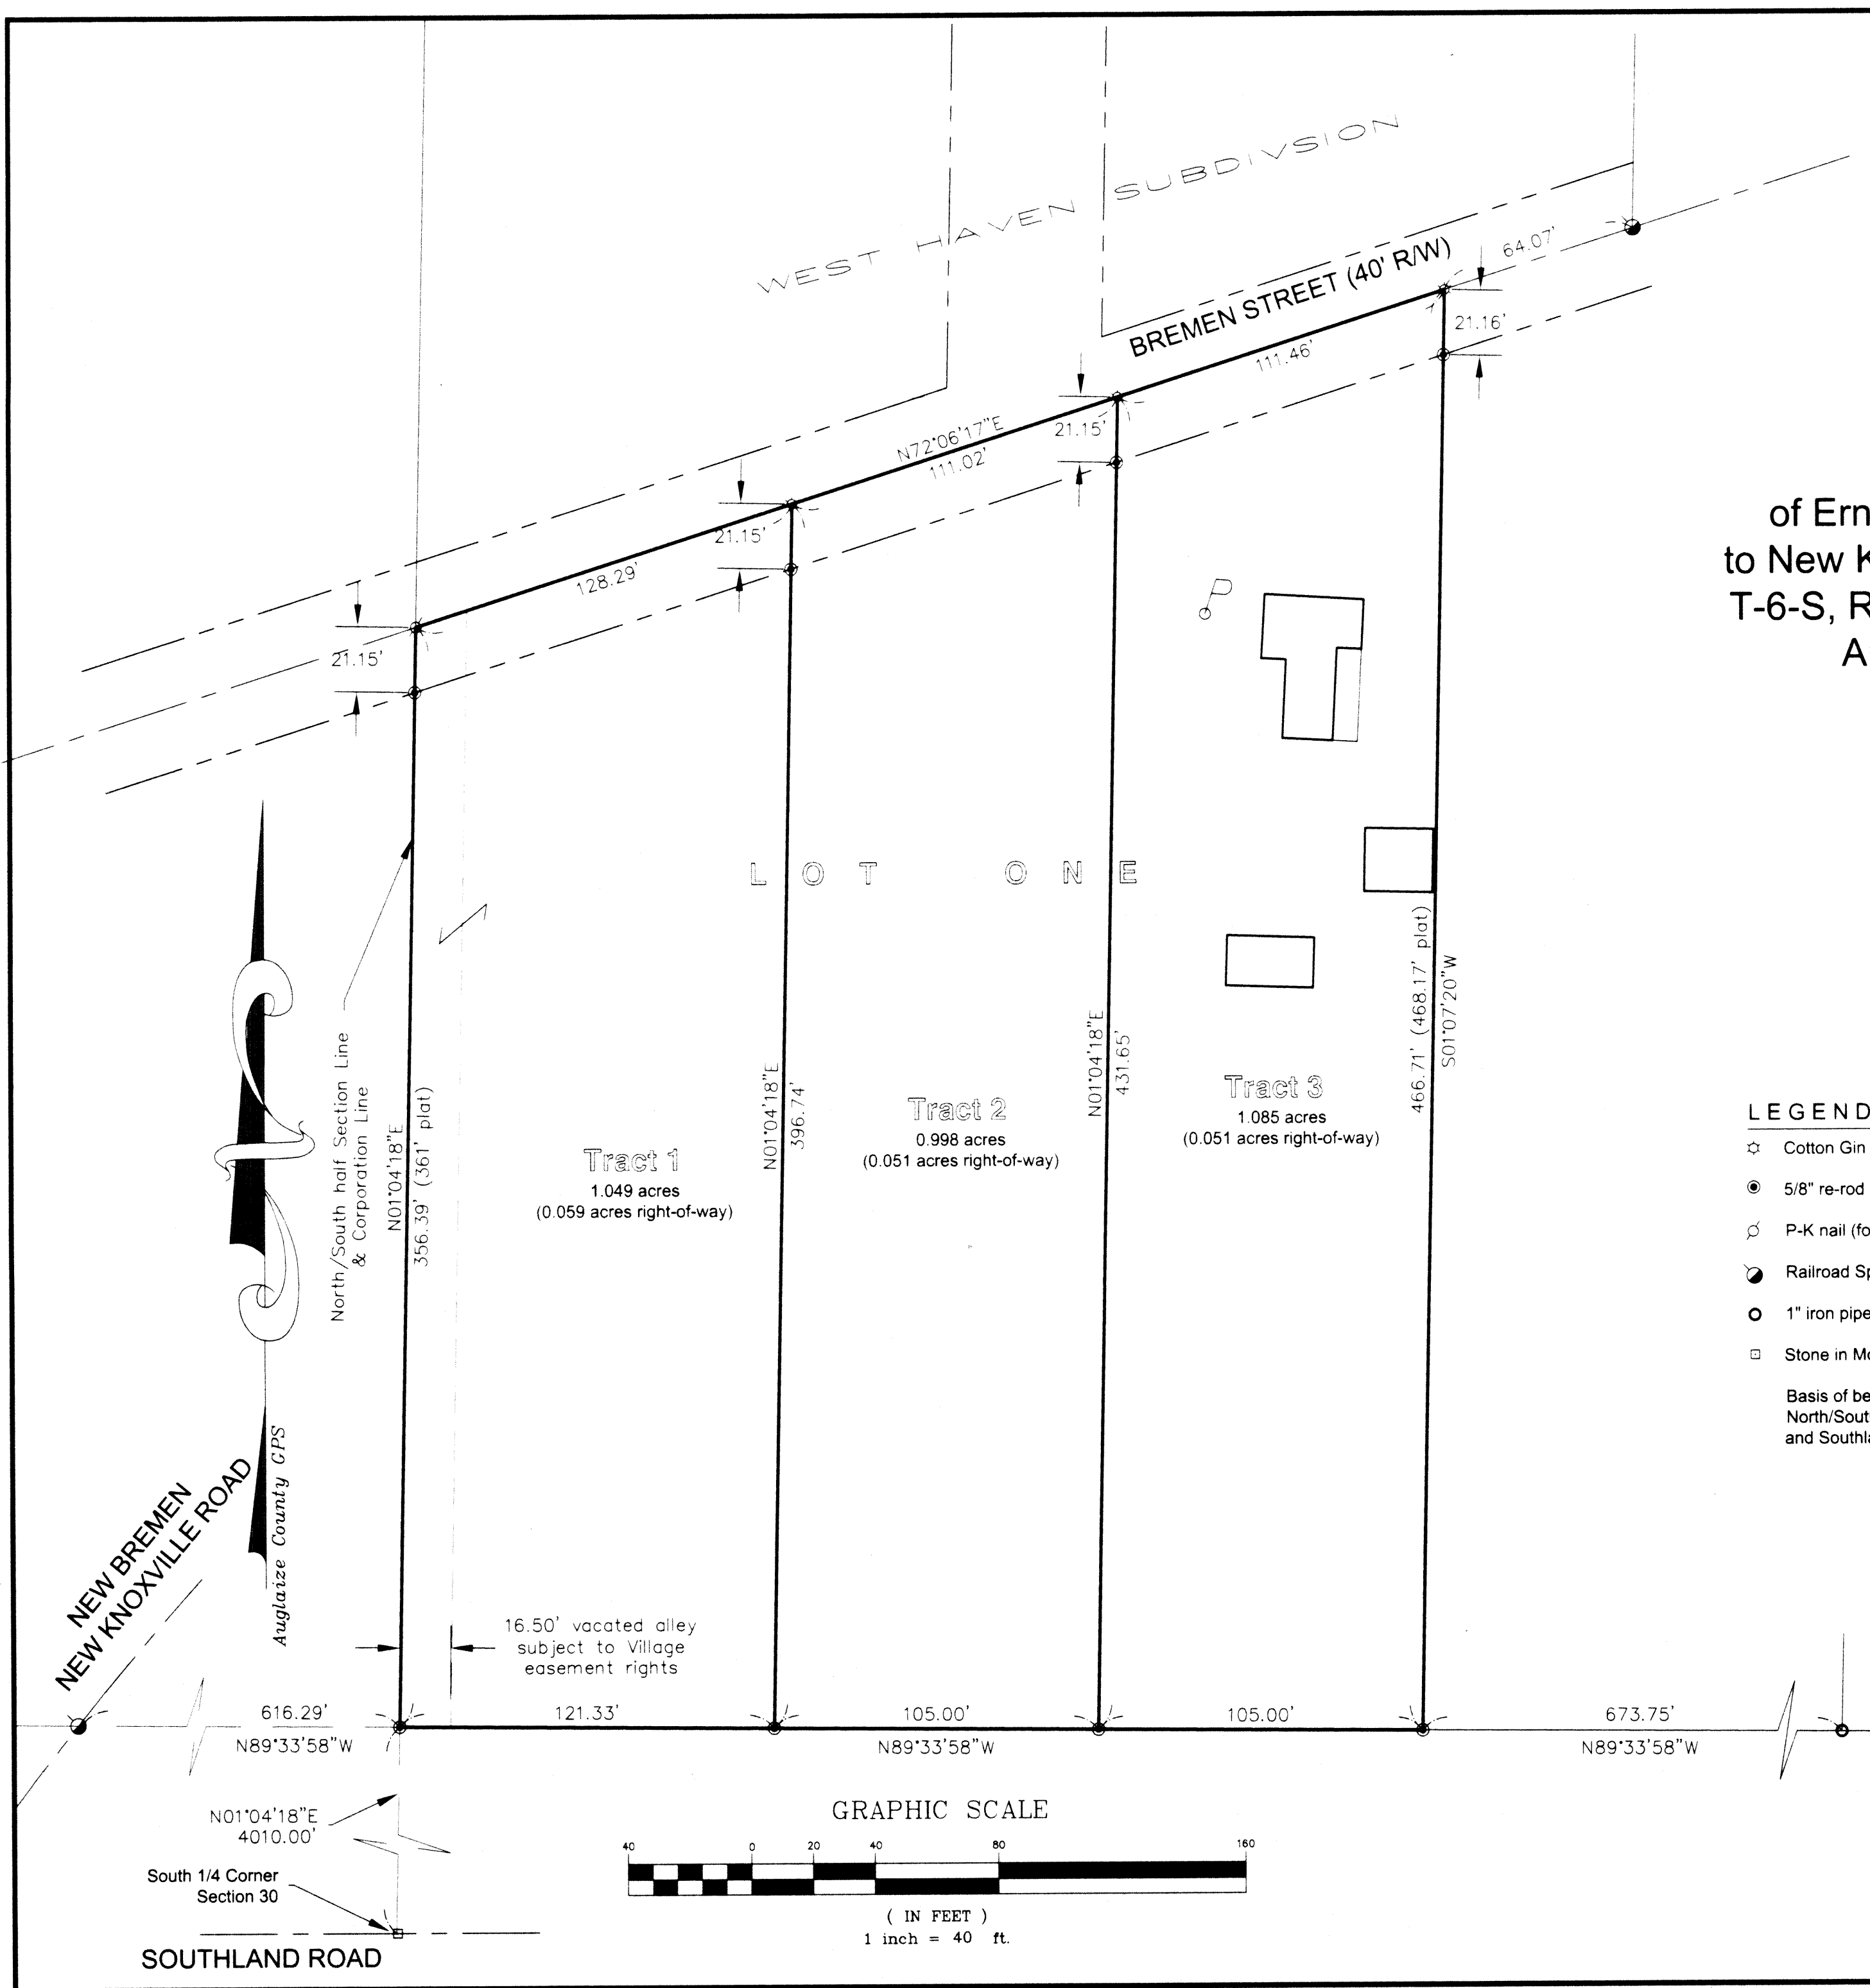 WEST HAVEN SUBDIVSION
BREMEN STREET (40' R/W)
64.07'
21.16'
111.46'
21.15'
N72°06'17"E
111.02'
21.15'
128.29'
21.15'
P
of Ern
to New K
T-6-S, R
A
LOT ONE
North/South half Section Line
& Corporation Line
N01°04'18"E
356.39' (361' plat)
N01°04'18"E
396.74'
N01°04'18"E
431.65'
466.71' (468.17' plat)
S01°07'20"W
Tract 1
1.049 acres
(0.059 acres right-of-way)
Tract 2
0.998 acres
(0.051 acres right-of-way)
Tract 3
1.085 acres
(0.051 acres right-of-way)
LEGEND
Cotton Gin
5/8" re-rod
P-K nail (fo
Railroad Sp
1" iron pipe
Stone in Mo
Basis of be
North/Sout
and Southla
Auglaize County GPS
NEW BREMEN
NEW KNOXVILLE ROAD
16.50' vacated alley
subject to Village
easement rights
616.29'
N89°33'58"W
121.33'
105.00'
N89°33'58"W
105.00'
673.75'
N89°33'58"W
N01°04'18"E
4010.00'
South 1/4 Corner
Section 30
SOUTHLAND ROAD
GRAPHIC SCALE
40 0 20 40 80 160
( IN FEET )
1 inch = 40 ft.